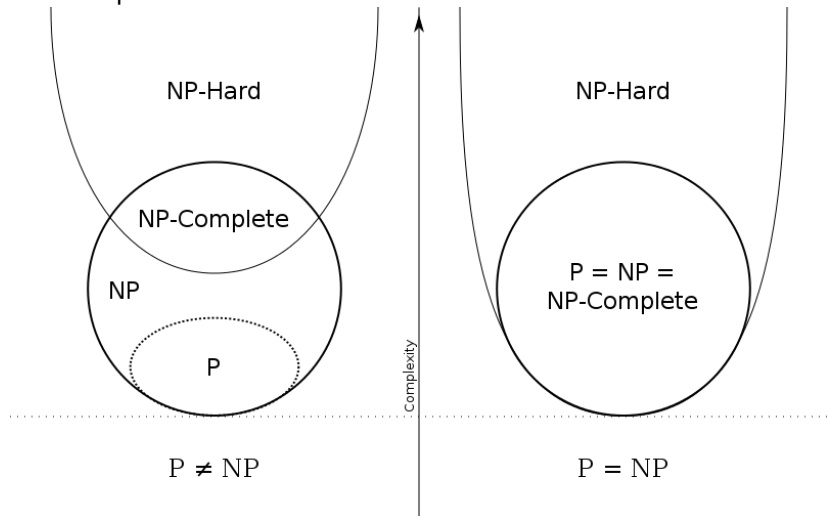 NP-Hard
NP-Complete
NP
P
P ≠ NP
Complexity
NP-Hard
P = NP =
NP-Complete
P = NP